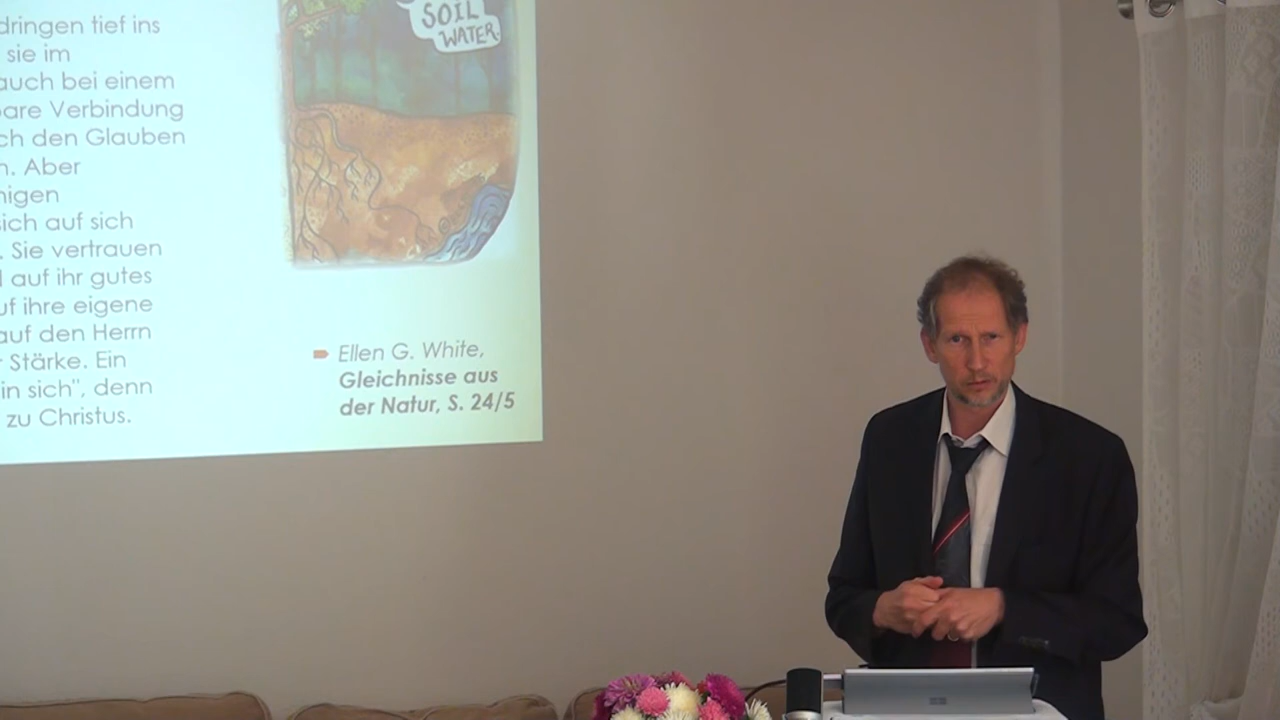 dringen tief ins
sie im
auch bei einem
are Verbindung
ch den Glauben
n. Aber
nigen
sich auf sich
. Sie vertrauen
auf ihr gutes
uf ihre eigene
auf den Herrn
Stärke. Ein
in sich", denn
zu Christus.
SOIL
WATER.
Ellen G. White,
Gleichnisse aus
der Natur, S. 24/5